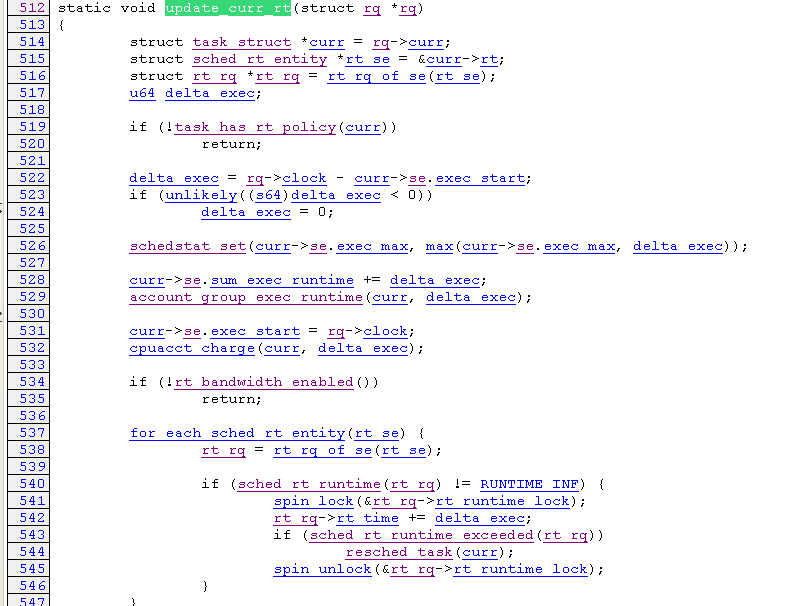 512 static void update_curr_rt(struct rq *rq)
513 {
514         struct task_struct *curr = rq->curr;
515         struct sched_rt_entity *rt_se = &curr->rt;
516         struct rt_rq *rt_rq = rt_rq_of_se(rt_se);
517         u64 delta_exec;
518
519         if (!task_has_rt_policy(curr))
520                 return;
521
522         delta_exec = rq->clock - curr->se.exec_start;
523         if (unlikely((s64)delta_exec < 0))
524                 delta_exec = 0;
525
526         schedstat_set(curr->se.exec_max, max(curr->se.exec_max, delta_exec));
527
528         curr->se.sum_exec_runtime += delta_exec;
529         account_group_exec_runtime(curr, delta_exec);
530
531         curr->se.exec_start = rq->clock;
532         cpuacct_charge(curr, delta_exec);
533
534         if (!rt_bandwidth_enabled())
535                 return;
536
537         for_each_sched_rt_entity(rt_se) {
538                 rt_rq = rt_rq_of_se(rt_se);
539
540                 if (sched_rt_runtime(rt_rq) != RUNTIME_INF) {
541                         spin_lock(&rt_rq->rt_runtime_lock);
542                         rt_rq->rt_time += delta_exec;
543                         if (sched_rt_runtime_exceeded(rt_rq))
544                                 resched_task(curr);
545                         spin_unlock(&rt_rq->rt_runtime_lock);
546                 }
547         }